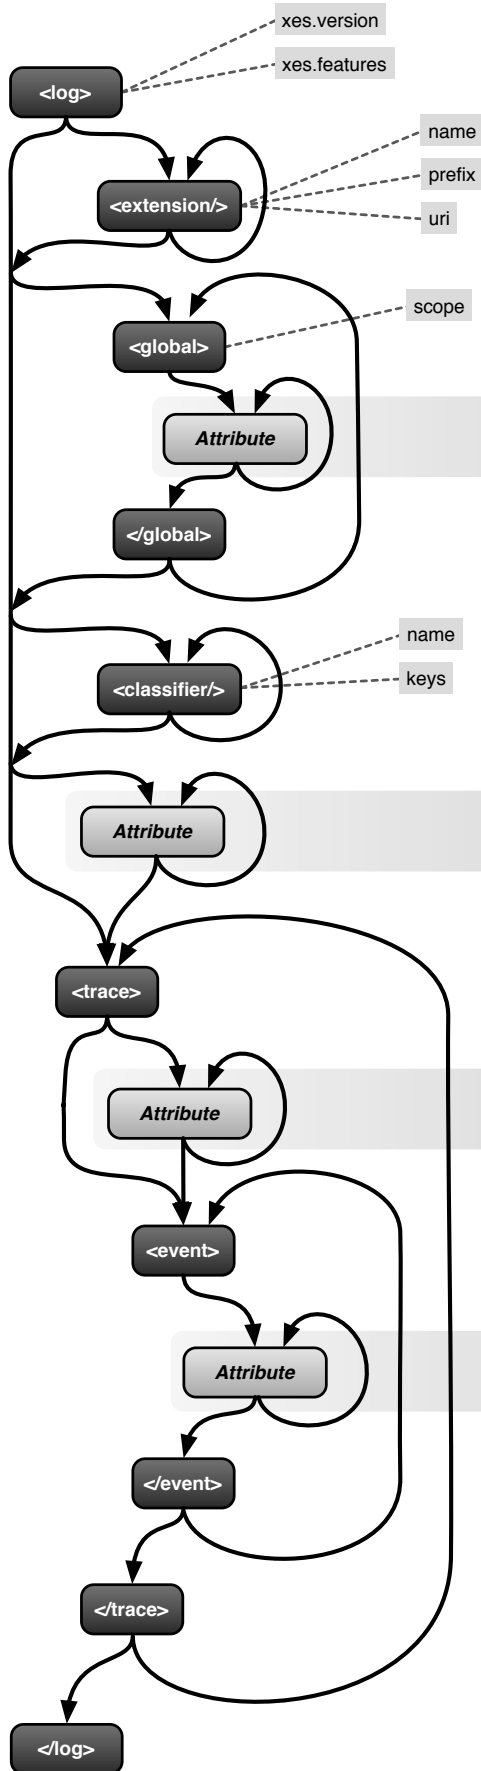 xes.version
xes.features
<log>
name
prefix
<extension/>
uri
scope
<global>
Attribute
</global>
name
keys
<classifier/>
Attribute
<trace>
Attribute
<event>
Attribute
</event>
</trace>
</log>